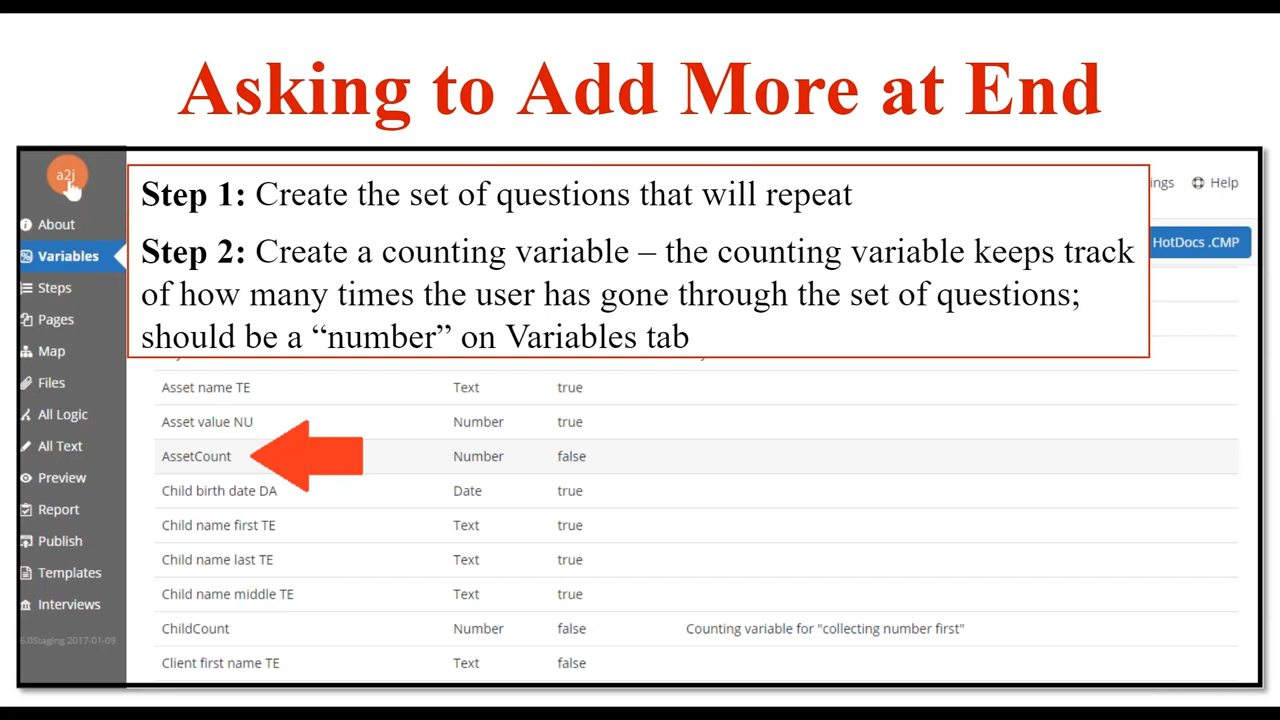 Asking to Add More at End
a2j
Step 1: Create the set of questions that will repeat
Step 2: Create a counting variable – the counting variable keeps track
of how many times the user has gone through the set of questions;
should be a “number” on Variables tab
ings Help
HotDocs .CMP
About
Variables
Steps
Pages
Map
Files
All Logic
All Text
Preview
Report
Publish
Templates
Interviews
6.0Staging 2017-01-09
Asset name TE Text true
Asset value NU Number true
AssetCount Number false
Child birth date DA Date true
Child name first TE Text true
Child name last TE Text true
Child name middle TE Text true
ChildCount Number false Counting variable for "collecting number first"
Client first name TE Text false